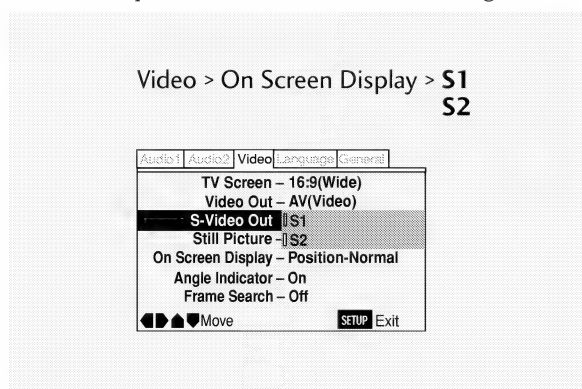 Video > On Screen Display > S1
S2
Audio1 Audio2 Video Language General
TV Screen – 16:9(Wide)
Video Out – AV(Video)
S-Video Out S1
Still Picture – S2
On Screen Display – Position-Normal
Angle Indicator – On
Frame Search – Off
Move SETUP Exit